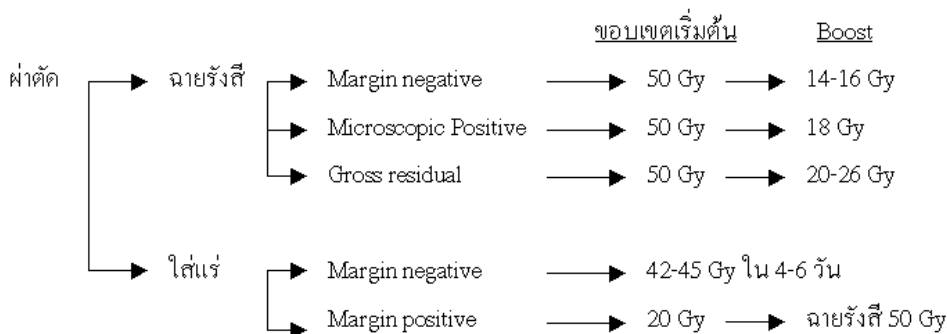 ขอบเขตเริ่มต้น Boost
ผ่าตัด ฉายรังสี Margin negative 50 Gy 14-16 Gy
Microscopic Positive 50 Gy 18 Gy
Gross residual 50 Gy 20-26 Gy
ใส่แร่ Margin negative 42-45 Gy ใน 4-6 วัน
Margin positive 20 Gy ฉายรังสี 50 Gy